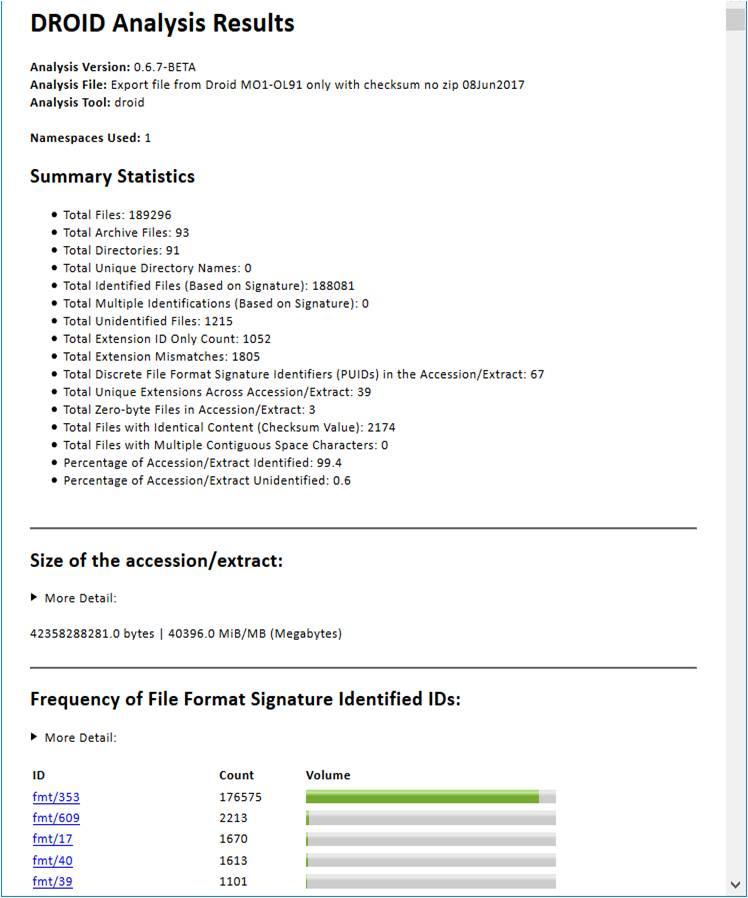 DROID Analysis Results
Analysis Version: 0.6.7-BETA
Analysis File: Export file from Droid MO1-OL91 only with checksum no zip 08Jun2017
Analysis Tool: droid
Namespaces Used: 1
Summary Statistics
● Total Files: 189296
● Total Archive Files: 93
● Total Directories: 91
● Total Unique Directory Names: 0
● Total Identified Files (Based on Signature): 188081
● Total Multiple Identifications (Based on Signature): 0
● Total Unidentified Files: 1215
● Total Extension ID Only Count: 1052
● Total Extension Mismatches: 1805
● Total Discrete File Format Signature Identifiers (PUIDs) in the Accession/Extract: 67
● Total Unique Extensions Across Accession/Extract: 39
● Total Zero-byte Files in Accession/Extract: 3
● Total Files with Identical Content (Checksum Value): 2174
● Total Files with Multiple Contiguous Space Characters: 0
● Percentage of Accession/Extract Identified: 99.4
● Percentage of Accession/Extract Unidentified: 0.6
Size of the accession/extract:
▶ More Detail:
42358288281.0 bytes | 40396.0 MiB/MB (Megabytes)
Frequency of File Format Signature Identified IDs:
▶ More Detail:
ID Count Volume
fmt/353 176575
fmt/609 2213
fmt/17 1670
fmt/40 1613
fmt/39 1101